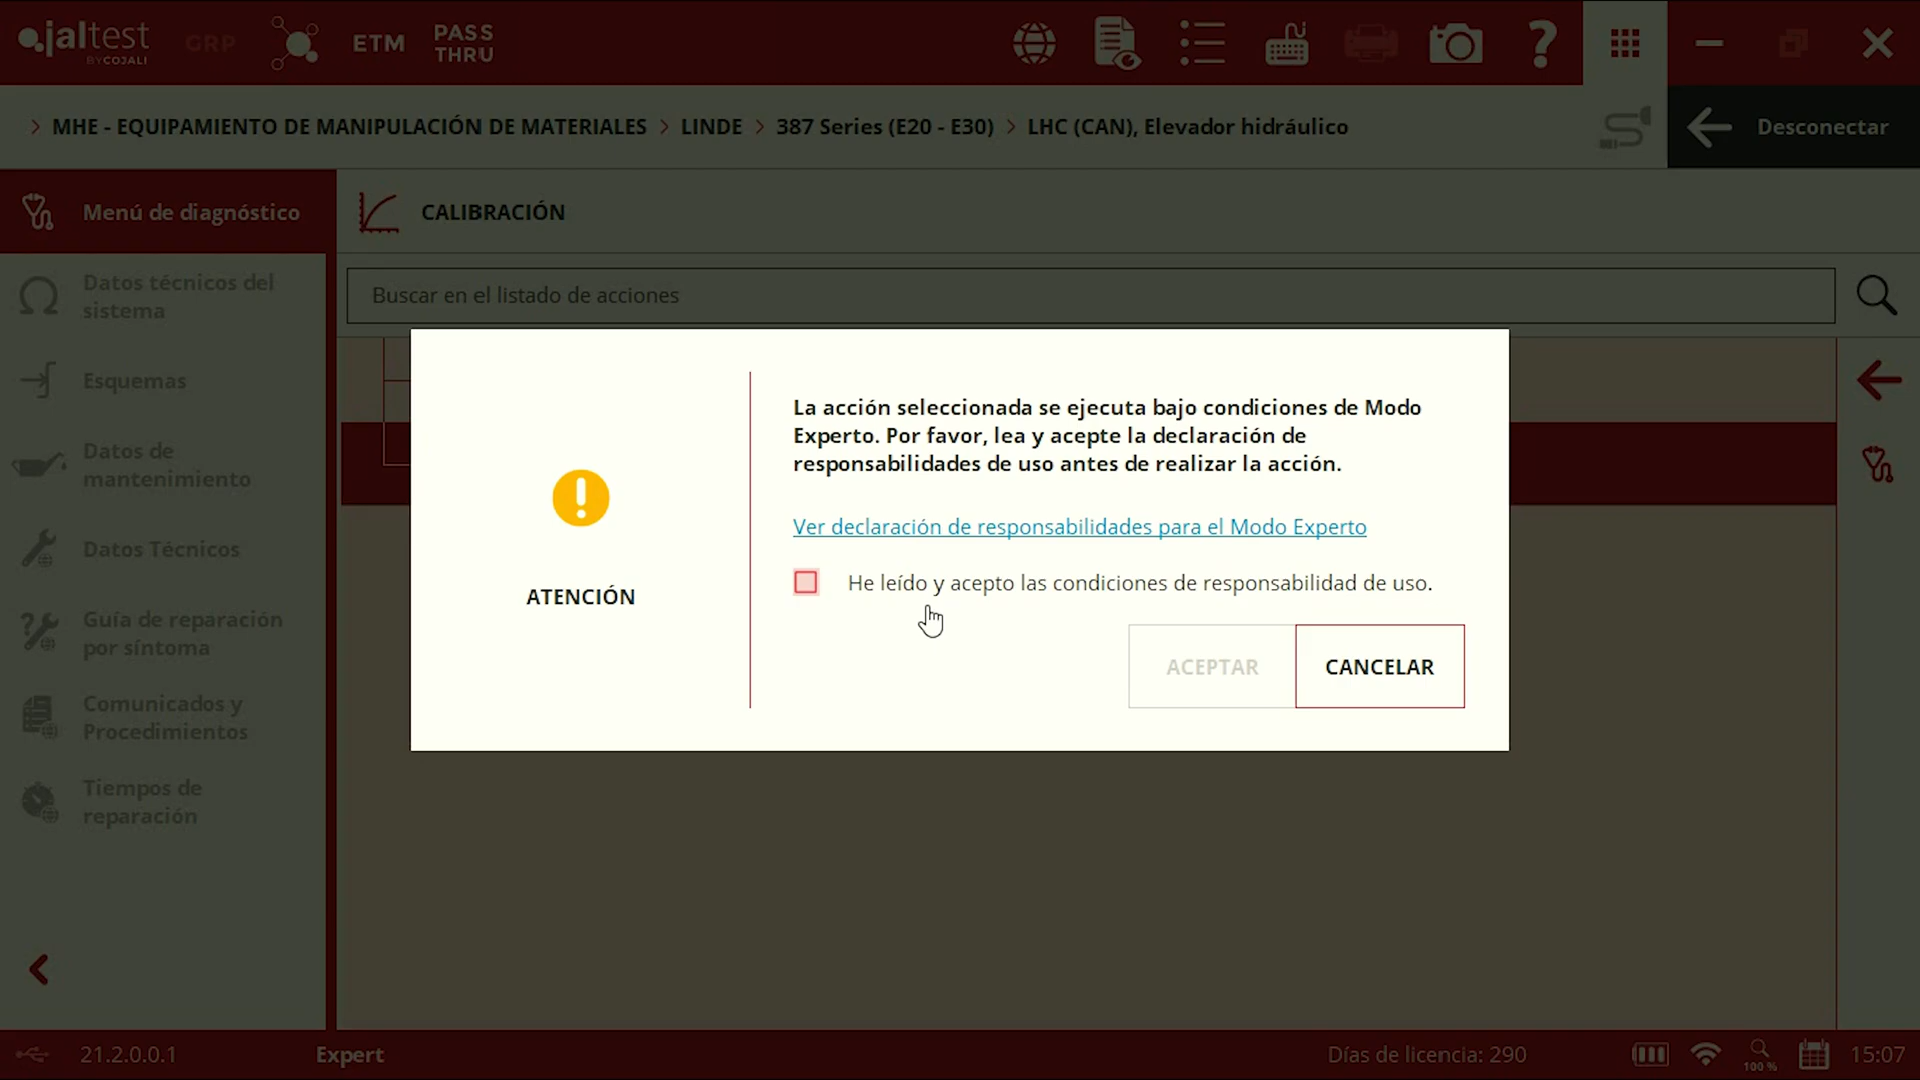 jaltest
BY COJALI
GRP
ETM
PASS
THRU
MHE - EQUIPAMIENTO DE MANIPULACIÓN DE MATERIALES > LINDE > 387 Series (E20 - E30) > LHC (CAN), Elevador hidráulico
Desconectar
Menú de diagnóstico
CALIBRACIÓN
Datos técnicos del
sistema
Buscar en el listado de acciones
Esquemas
Datos de
mantenimiento
Datos Técnicos
Guía de reparación
por síntoma
Comunicados y
Procedimientos
Tiempos de
reparación
ATENCIÓN
La acción seleccionada se ejecuta bajo condiciones de Modo
Experto. Por favor, lea y acepte la declaración de
responsabilidades de uso antes de realizar la acción.
Ver declaración de responsabilidades para el Modo Experto
He leído y acepto las condiciones de responsabilidad de uso.
ACEPTAR
CANCELAR
21.2.0.0.1
Expert
Días de licencia: 290
100 %
15:07